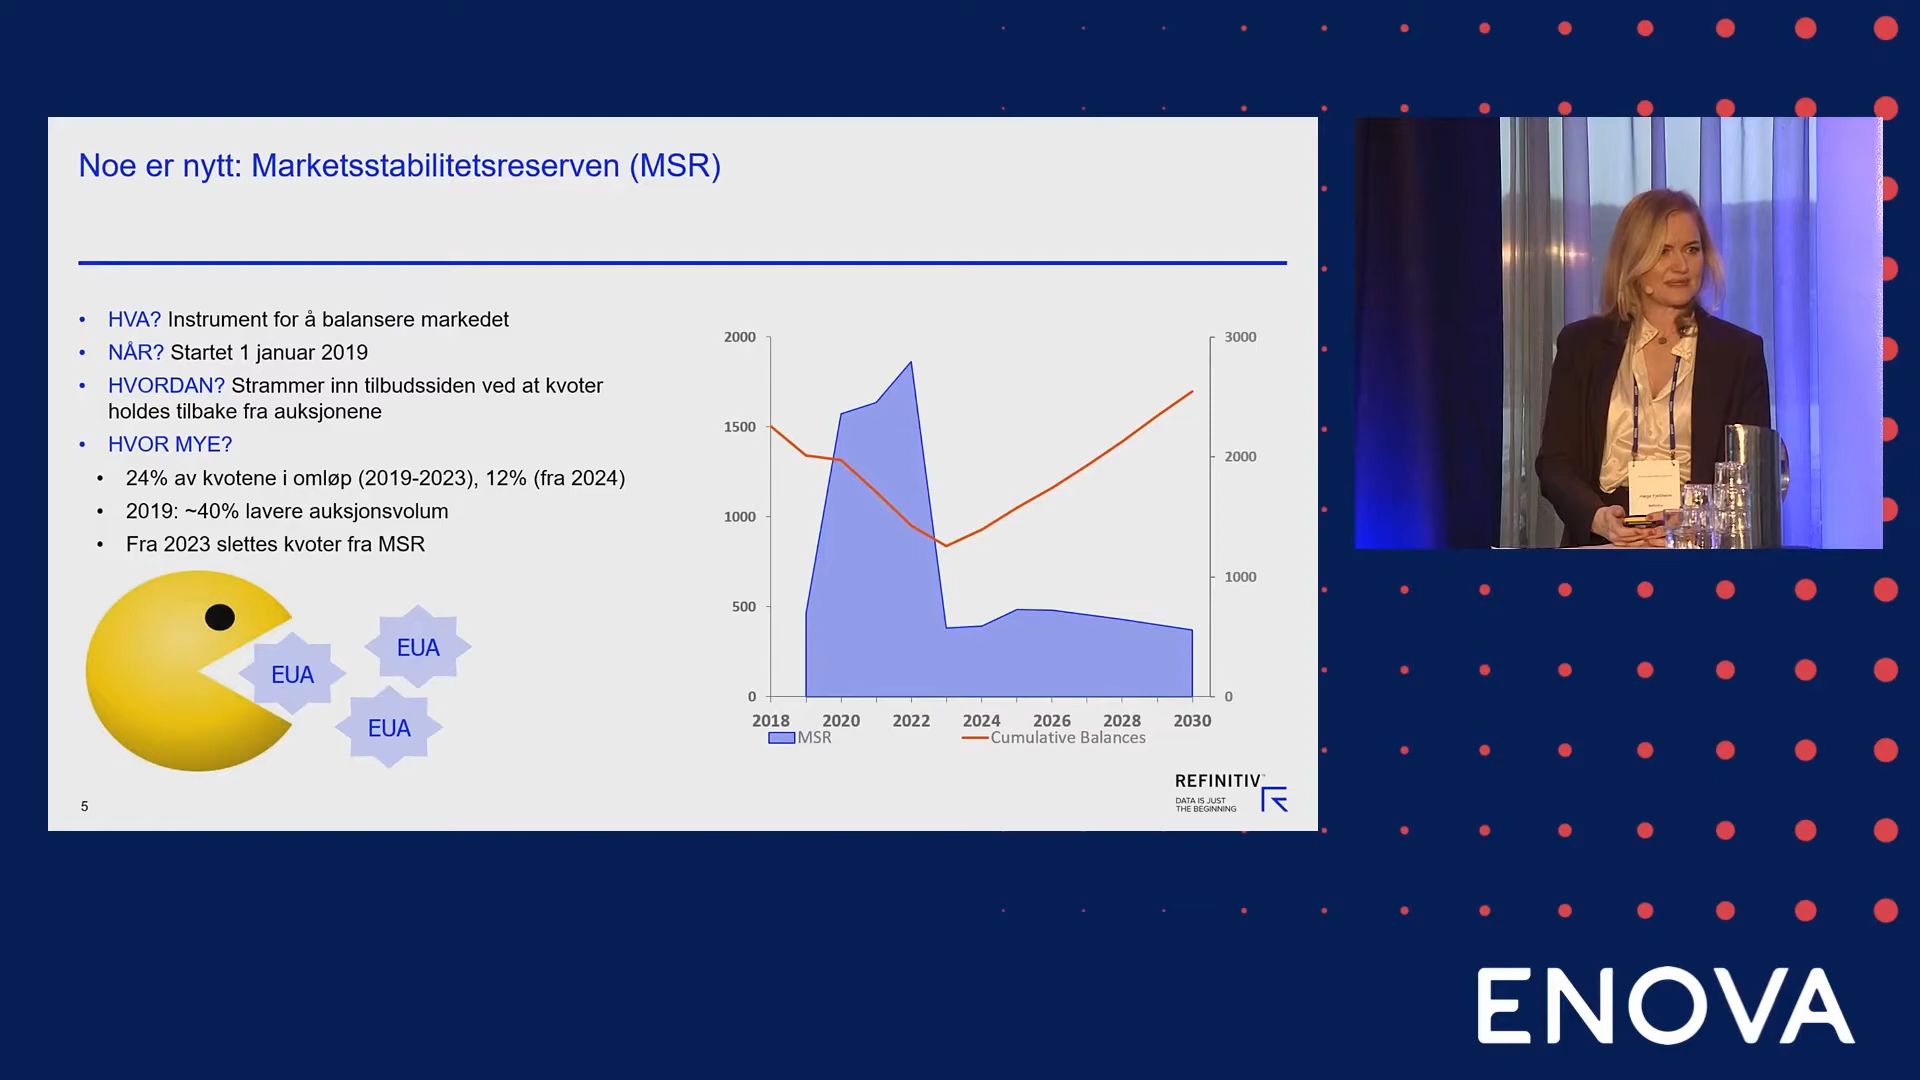 Noe er nytt: Marketsstabilitetsreserven (MSR)
• HVA? Instrument for å balansere markedet
• NÅR? Startet 1 januar 2019
• HVORDAN? Strammer inn tilbudssiden ved at kvoter
holdes tilbake fra auksjonene
• HVOR MYE?
• 24% av kvotene i omløp (2019-2023), 12% (fra 2024)
• 2019: ~40% lavere auksjonsvolum
• Fra 2023 slettes kvoter fra MSR
EUA
EUA
EUA
2000
1500
1000
500
0
3000
2000
1000
0
2018 2020 2022 2024 2026 2028 2030
MSR Cumulative Balances
REFINITIV™
DATA IS JUST
THE BEGINNING
5
ENOVA